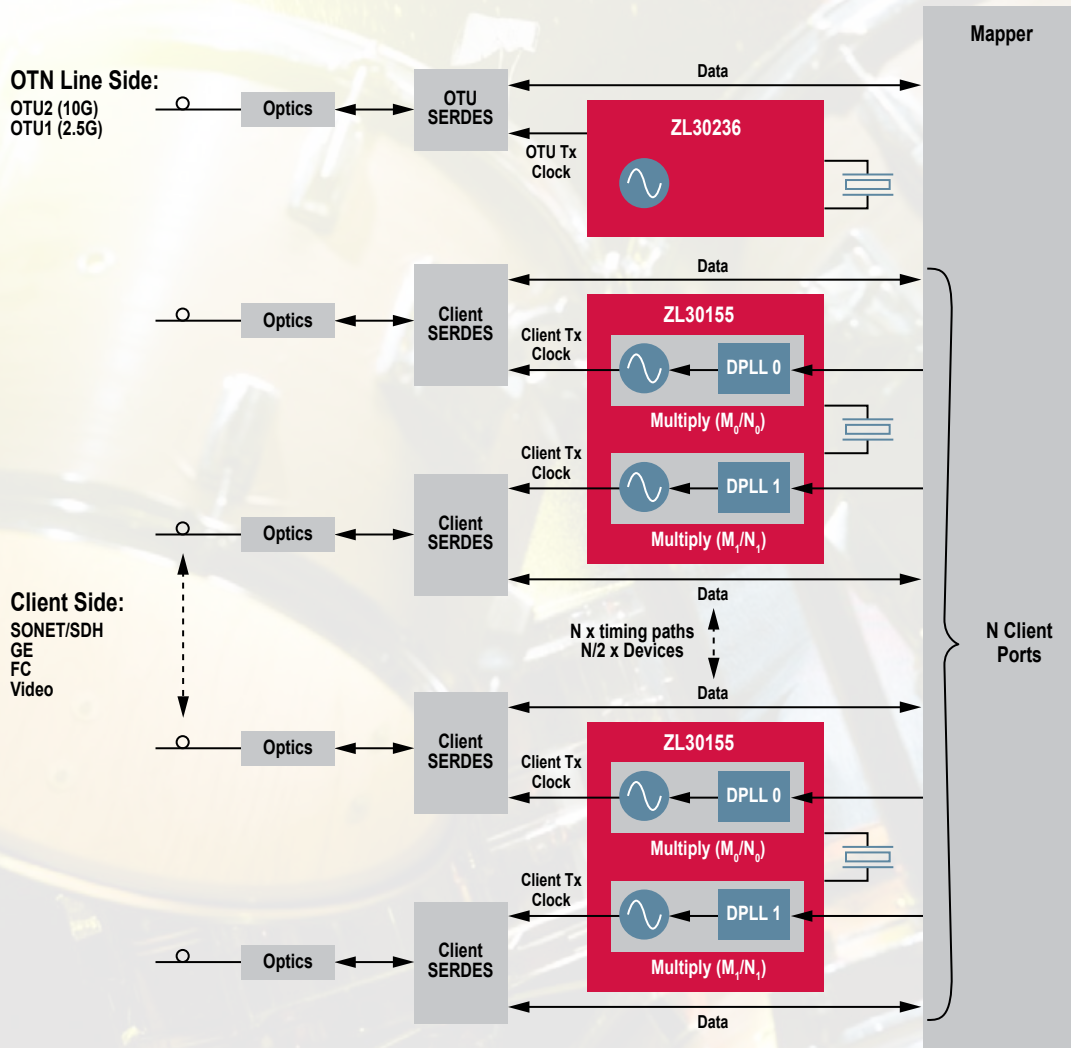 Mapper
OTN Line Side:
OTU2 (10G)
OTU1 (2.5G)
Optics
OTU
SERDES
Data
ZL30236
OTU Tx
Clock
Data
Optics
Client
SERDES
ZL30155
Client Tx
Clock
DPLL 0
Multiply (M₀/N₀)
Client Tx
Clock
DPLL 1
Multiply (M₁/N₁)
Optics
Client
SERDES
Data
Client Side:
SONET/SDH
GE
FC
Video
N x timing paths
N/2 x Devices
N Client
Ports
Data
Optics
Client
SERDES
ZL30155
Client Tx
Clock
DPLL 0
Multiply (M₀/N₀)
Client Tx
Clock
DPLL 1
Multiply (M₁/N₁)
Optics
Client
SERDES
Data